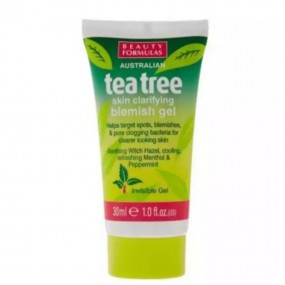 BEAUTY
FORMULAS
AUSTRALIAN
tea tree
skin clarifying
blemish gel
Helps target spots, blemishes,
& pore clogging bacteria for
clearer looking skin
Soothing Witch Hazel, cooling,
refreshing Menthol &
Peppermint
Invisible Gel
30ml ℮ 1.0 fl.oz.